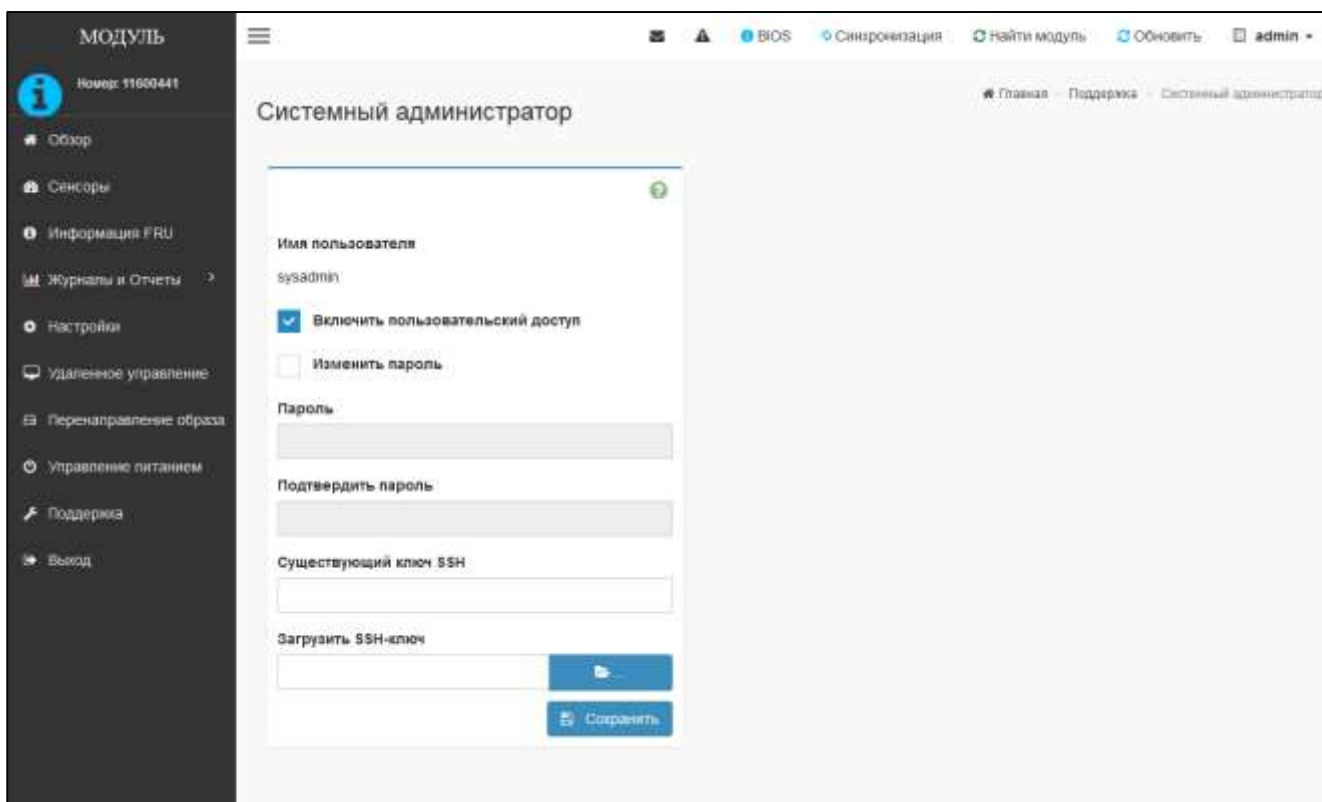 МОДУЛЬ
Номер: 11600441
Обзор
Сенсоры
Информация FRU
Журналы и Отчеты
Настройки
Удаленное управление
Перенаправление образа
Управление питанием
Поддержка
Выход
BIOS
Синхронизация
Найти модуль
Обновить
admin
Главная
Поддержка
Системный администратор
Системный администратор
Имя пользователя
sysadmin
Включить пользовательский доступ
Изменить пароль
Пароль
Подтвердить пароль
Существующий ключ SSH
Загрузить SSH-ключ
...
Сохранить